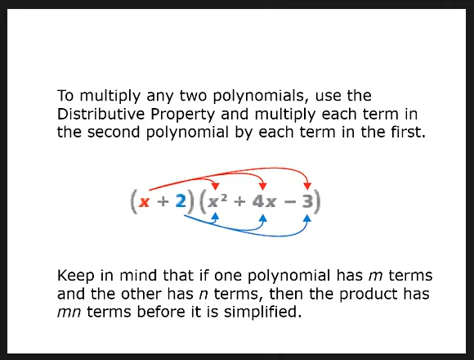 To multiply any two polynomials, use the
Distributive Property and multiply each term in
the second polynomial by each term in the first.
(x + 2)(x² + 4x − 3)
Keep in mind that if one polynomial has m terms
and the other has n terms, then the product has
mn terms before it is simplified.